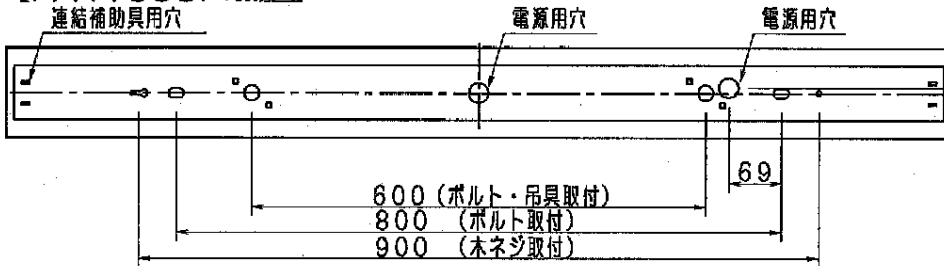 連結補助具用穴
電源用穴
電源用穴
69
600(ボルト・吊具取付)
800 (ボルト取付)
900 (木ネジ取付)